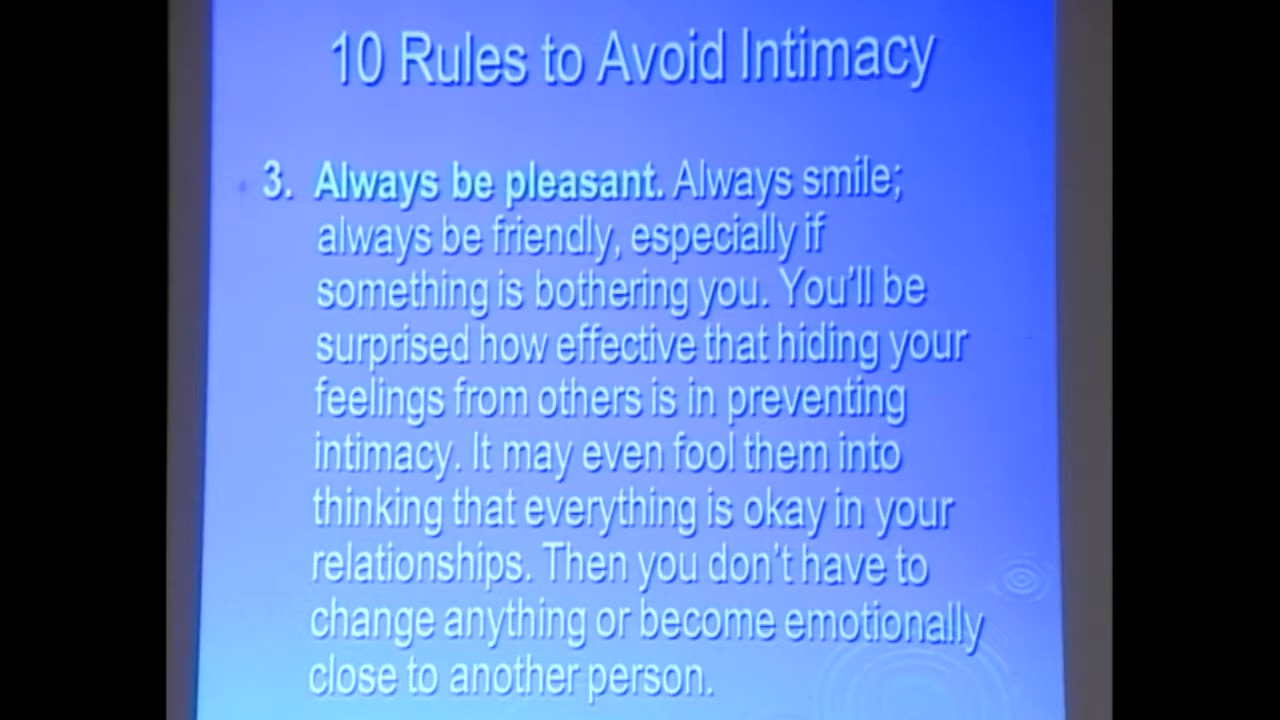 10 Rules to Avoid Intimacy
3. Always be pleasant. Always smile;
always be friendly, especially if
something is bothering you. You'll be
surprised how effective that hiding your
feelings from others is in preventing
intimacy. It may even fool them into
thinking that everything is okay in your
relationships. Then you don't have to
change anything or become emotionally
close to another person.